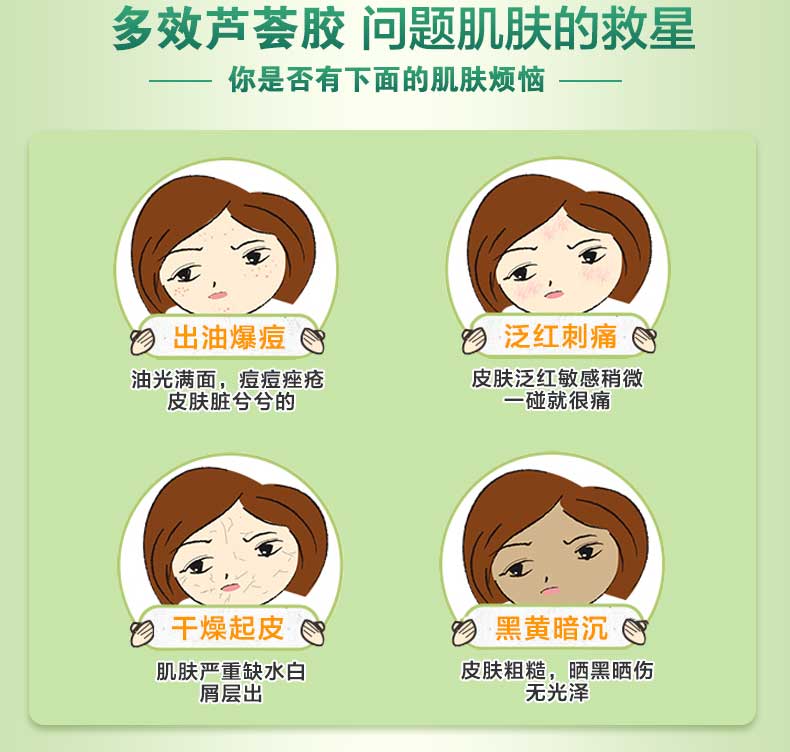 多效芦荟胶 问题肌肤的救星
你是否有下面的肌肤烦恼
出油爆痘
油光满面，痘痘痤疮
皮肤脏兮兮的
泛红刺痛
皮肤泛红敏感稍微
一碰就很痛
干燥起皮
肌肤严重缺水白
屑层出
黑黄暗沉
皮肤粗糙，晒黑晒伤
无光泽